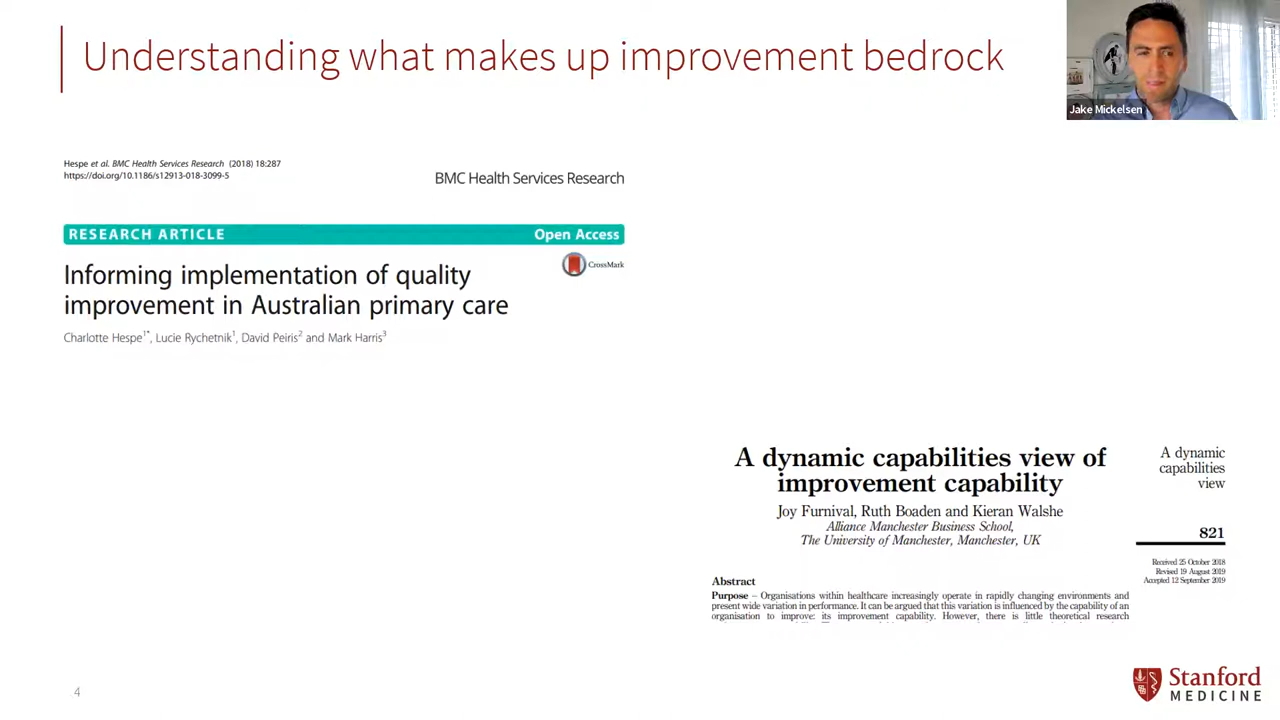 Understanding what makes up improvement bedrock
Jake Mickelsen
Hespe et al. BMC Health Services Research (2018) 18:287
https://doi.org/10.1186/s12913-018-3099-5
BMC Health Services Research
RESEARCH ARTICLE
Open Access
CrossMark
Informing implementation of quality
improvement in Australian primary care
Charlotte Hespe1*, Lucie Rychetnik1, David Peiris2 and Mark Harris3
A dynamic capabilities view of
improvement capability
Joy Furnival, Ruth Boaden and Kieran Walshe
Alliance Manchester Business School,
The University of Manchester, Manchester, UK
A dynamic
capabilities
view
821
Received 25 October 2018
Revised 19 August 2019
Accepted 12 September 2019
Abstract
Purpose – Organisations within healthcare increasingly operate in rapidly changing environments and
present wide variation in performance. It can be argued that this variation is influenced by the capability of an
organisation to improve: its improvement capability. However, there is little theoretical research
4
Stanford
MEDICINE